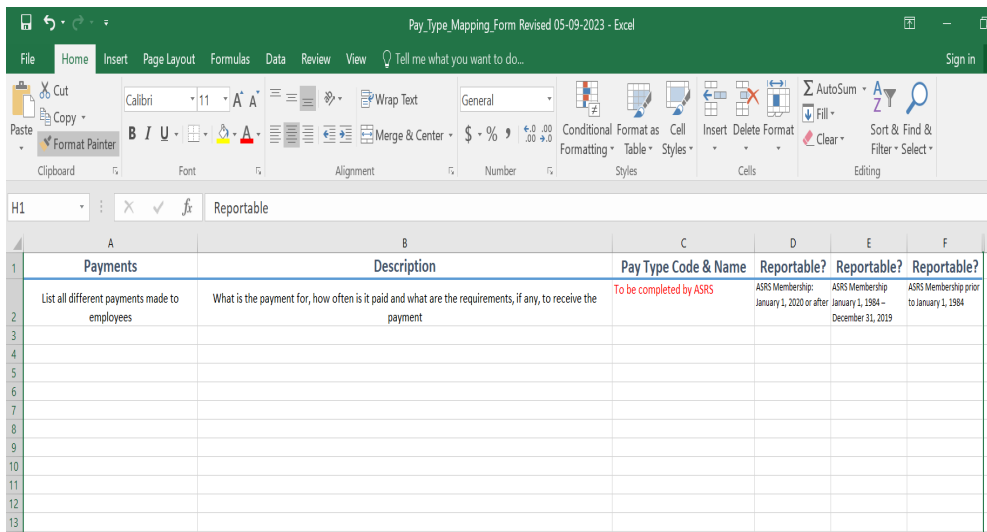 Pay_Type_Mapping_Form Revised 05-09-2023 - Excel
File Home Insert Page Layout Formulas Data Review View Tell me what you want to do... Sign in
Paste
Cut
Copy
Format Painter
Clipboard
Calibri 11 A A
B I U A
Font
Wrap Text
Merge & Center
Alignment
General
$ % , .0 .00 .00 .0
Number
Conditional Formatting
Format as Table
Cell Styles
Styles
Insert Delete Format
Cells
AutoSum
Fill
Clear
Sort & Filter
Find & Select
Editing
H1 fx Reportable
A B C D E F
1 Payments Description Pay Type Code & Name Reportable? Reportable? Reportable?
2 List all different payments made to employees
What is the payment for, how often is it paid and what are the requirements, if any, to receive the payment
To be completed by ASRS
ASRS Membership:
January 1, 2020 or after
ASRS Membership
January 1, 1984 –
December 31, 2019
ASRS Membership prior
to January 1, 1984
3
4
5
6
7
8
9
10
11
12
13